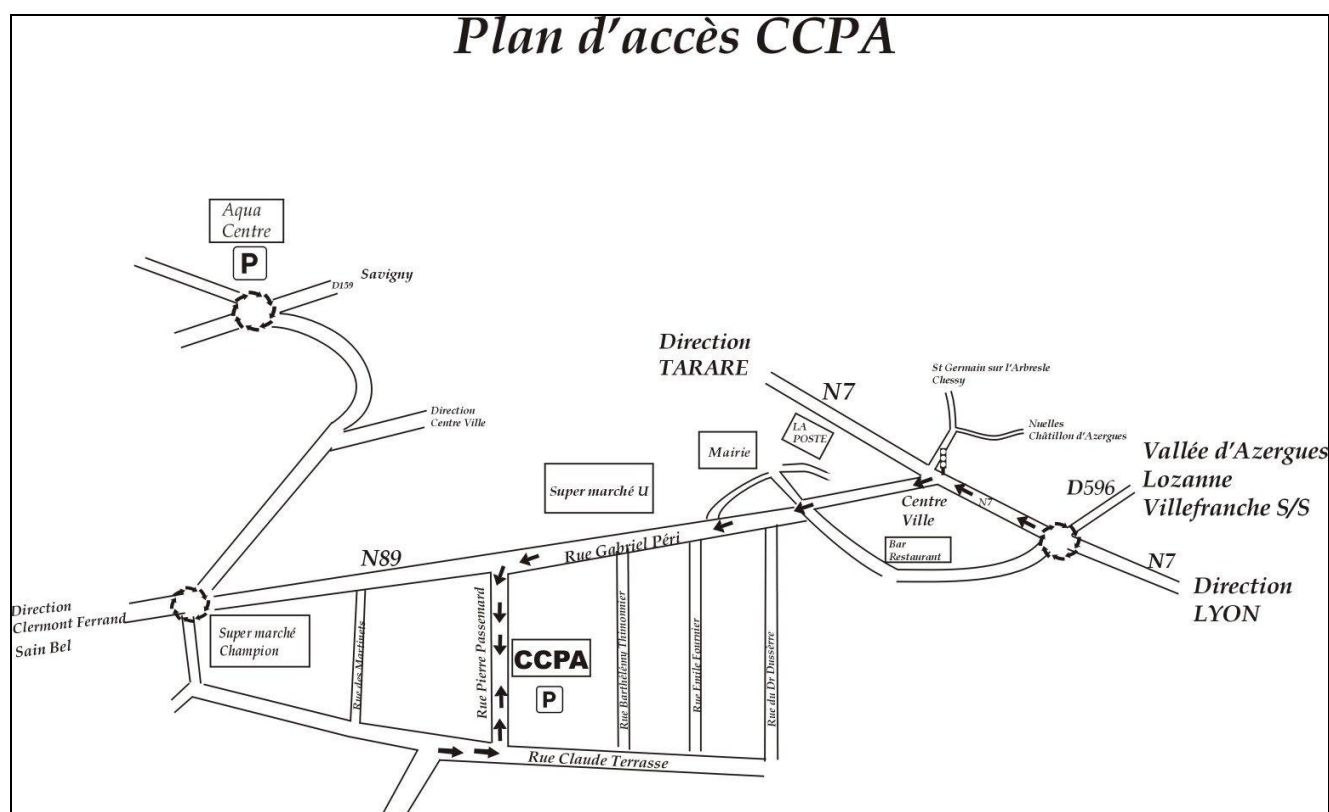 Plan d'accès CCPA
Aqua
Centre
P
D159
Savigny
Direction
TARARE
N7
St Germain sur l'Arbresle
Chessy
Direction
Centre Ville
LA
POSTE
Nuelles
Châtillon d'Azergues
Mairie
Vallée d'Azergues
Lozanne
Villefranche S/S
D596
Super marché U
Centre
Ville
N7
Bar
Restaurant
Rue Gabriel Péri
N89
N7
Direction
LYON
Direction
Clermont Ferrand
Sain Bel
Super marché
Champion
Rue des Martinets
Rue Pierre Passemard
CCPA
P
Rue Barthélémy Thimonnier
Rue Emile Fournier
Rue du Dr Dussèrre
Rue Claude Terrasse